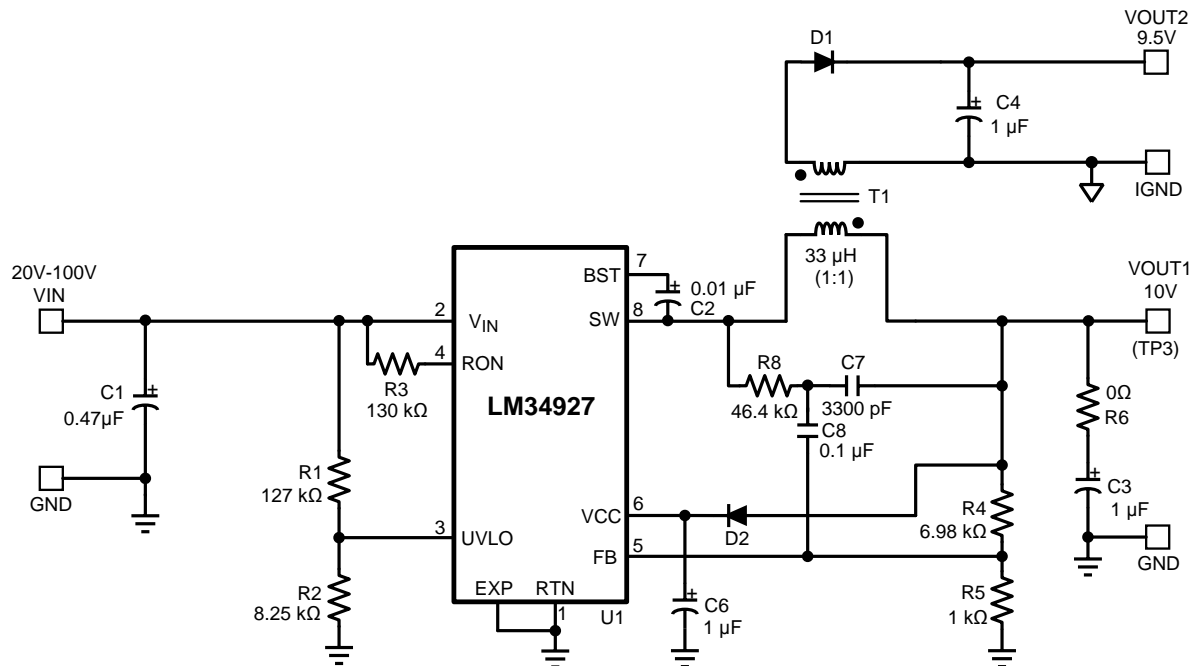 VOUT2
9.5V
D1
+
C4
1 µF
IGND
T1
33 µH
(1:1)
20V-100V
VIN
7
BST
+
0.01 µF
C2
VOUT1
10V
(TP3)
2
VIN
SW
8
4
RON
R3
130 kΩ
LM34927
R8
46.4 kΩ
C7
3300 pF
C8
0.1 µF
0Ω
R6
C1
+
0.47µF
GND
R1
127 kΩ
+
C3
1 µF
GND
VCC
6
D2
R4
6.98 kΩ
3
UVLO
FB
5
R2
8.25 kΩ
EXP
RTN
1
U1
+
C6
1 µF
R5
1 kΩ